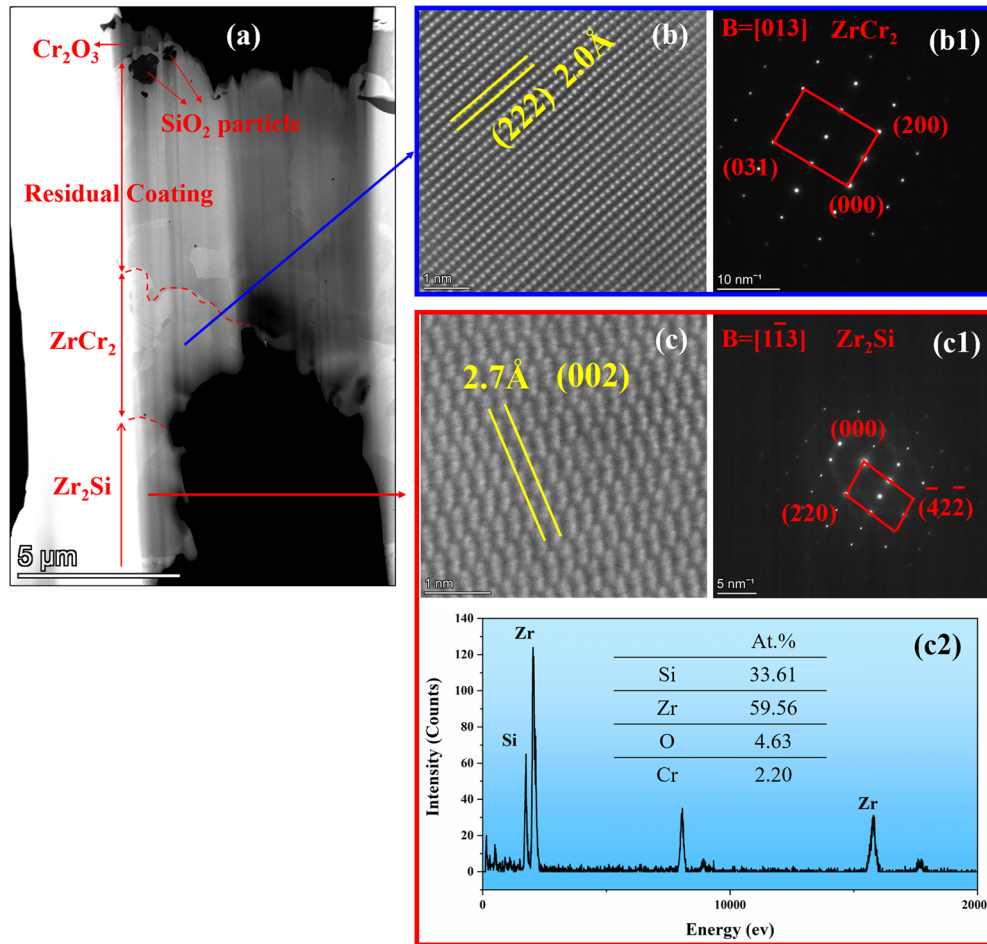 (a)
Cr₂O₃
SiO₂ particle
Residual Coating
ZrCr₂
Zr₂Si
5 μm
(b)
(222) 2.0Å
1 nm
B=[013] ZrCr₂ (b1)
(200)
(031)
(000)
10 nm⁻¹
(c)
2.7Å (002)
1 nm
B=[11̅3] Zr₂Si (c1)
(000)
(220)
(4̅22̅)
5 nm⁻¹
(c2)
Zr
Si
Zr
At.%
Si 33.61
Zr 59.56
O 4.63
Cr 2.20
140
120
100
80
60
40
20
0
Intensity (Counts)
0 10000 2000
Energy (ev)